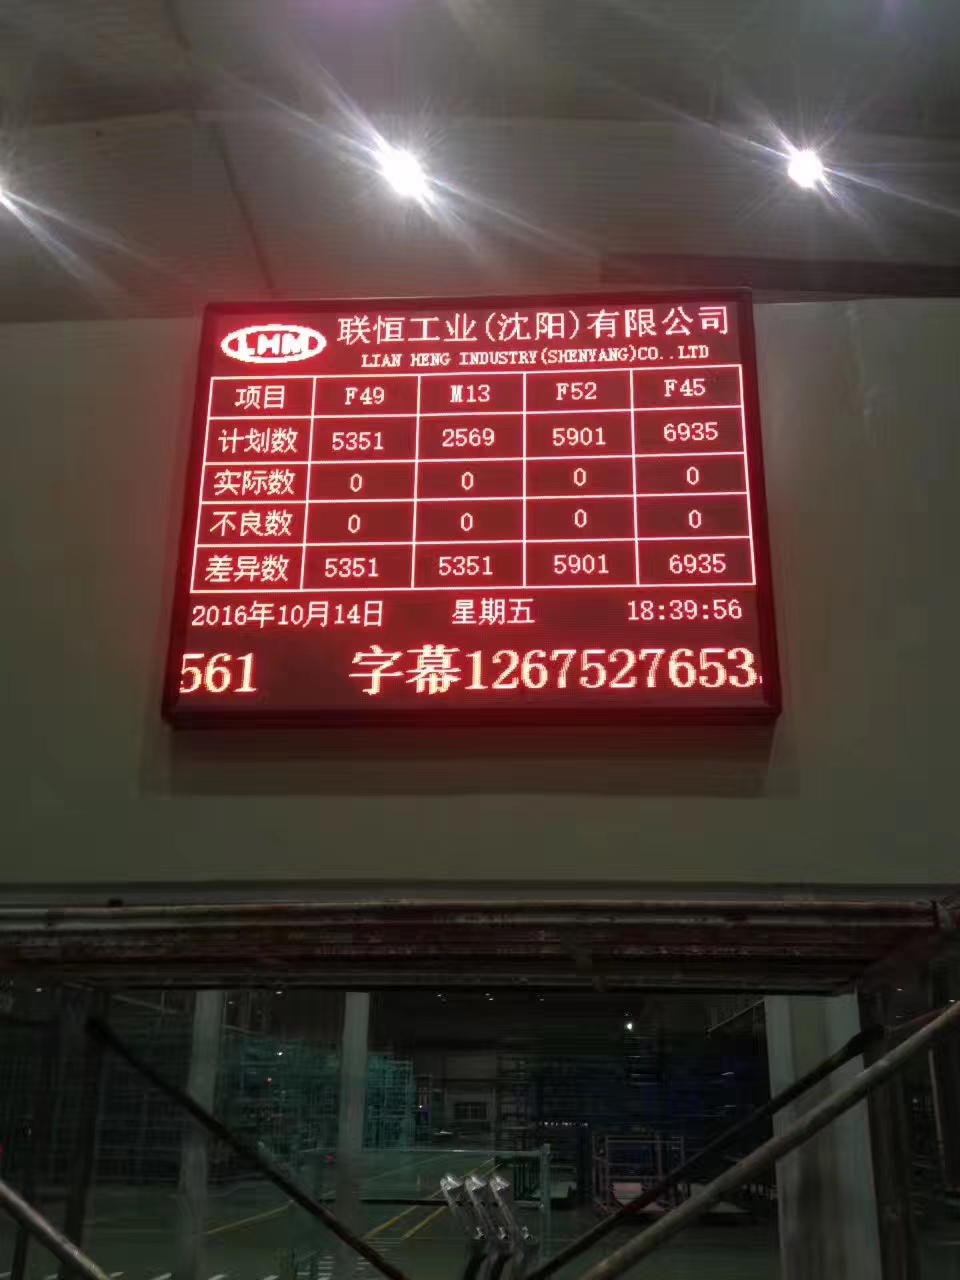 LHM 联恒工业(沈阳)有限公司
LIAN HENG INDUSTRY(SHENYANG)CO..LTD
项目 F49 M13 F52 F45
计划数 5351 2569 5901 6935
实际数 0 0 0 0
不良数 0 0 0 0
差异数 5351 5351 5901 6935
2016年10月14日 星期五 18:39:56
561 字幕1267527653